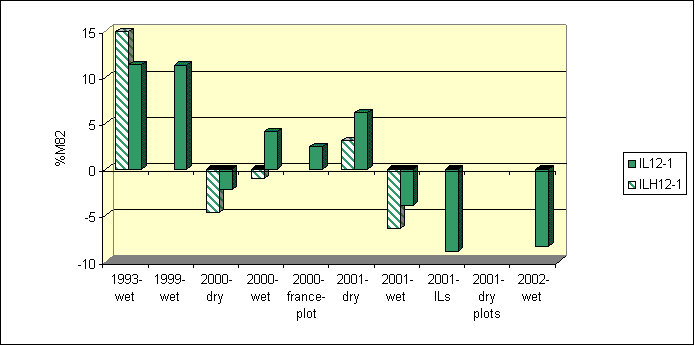 15
10
5
0
-5
-10
%M82
1993-
wet
1999-
wet
2000-
dry
2000-
wet
2000-
france-
plot
2001-
dry
2001-
wet
2001-
ILs
2001-
dry
plots
2002-
wet
IL12-1
ILH12-1